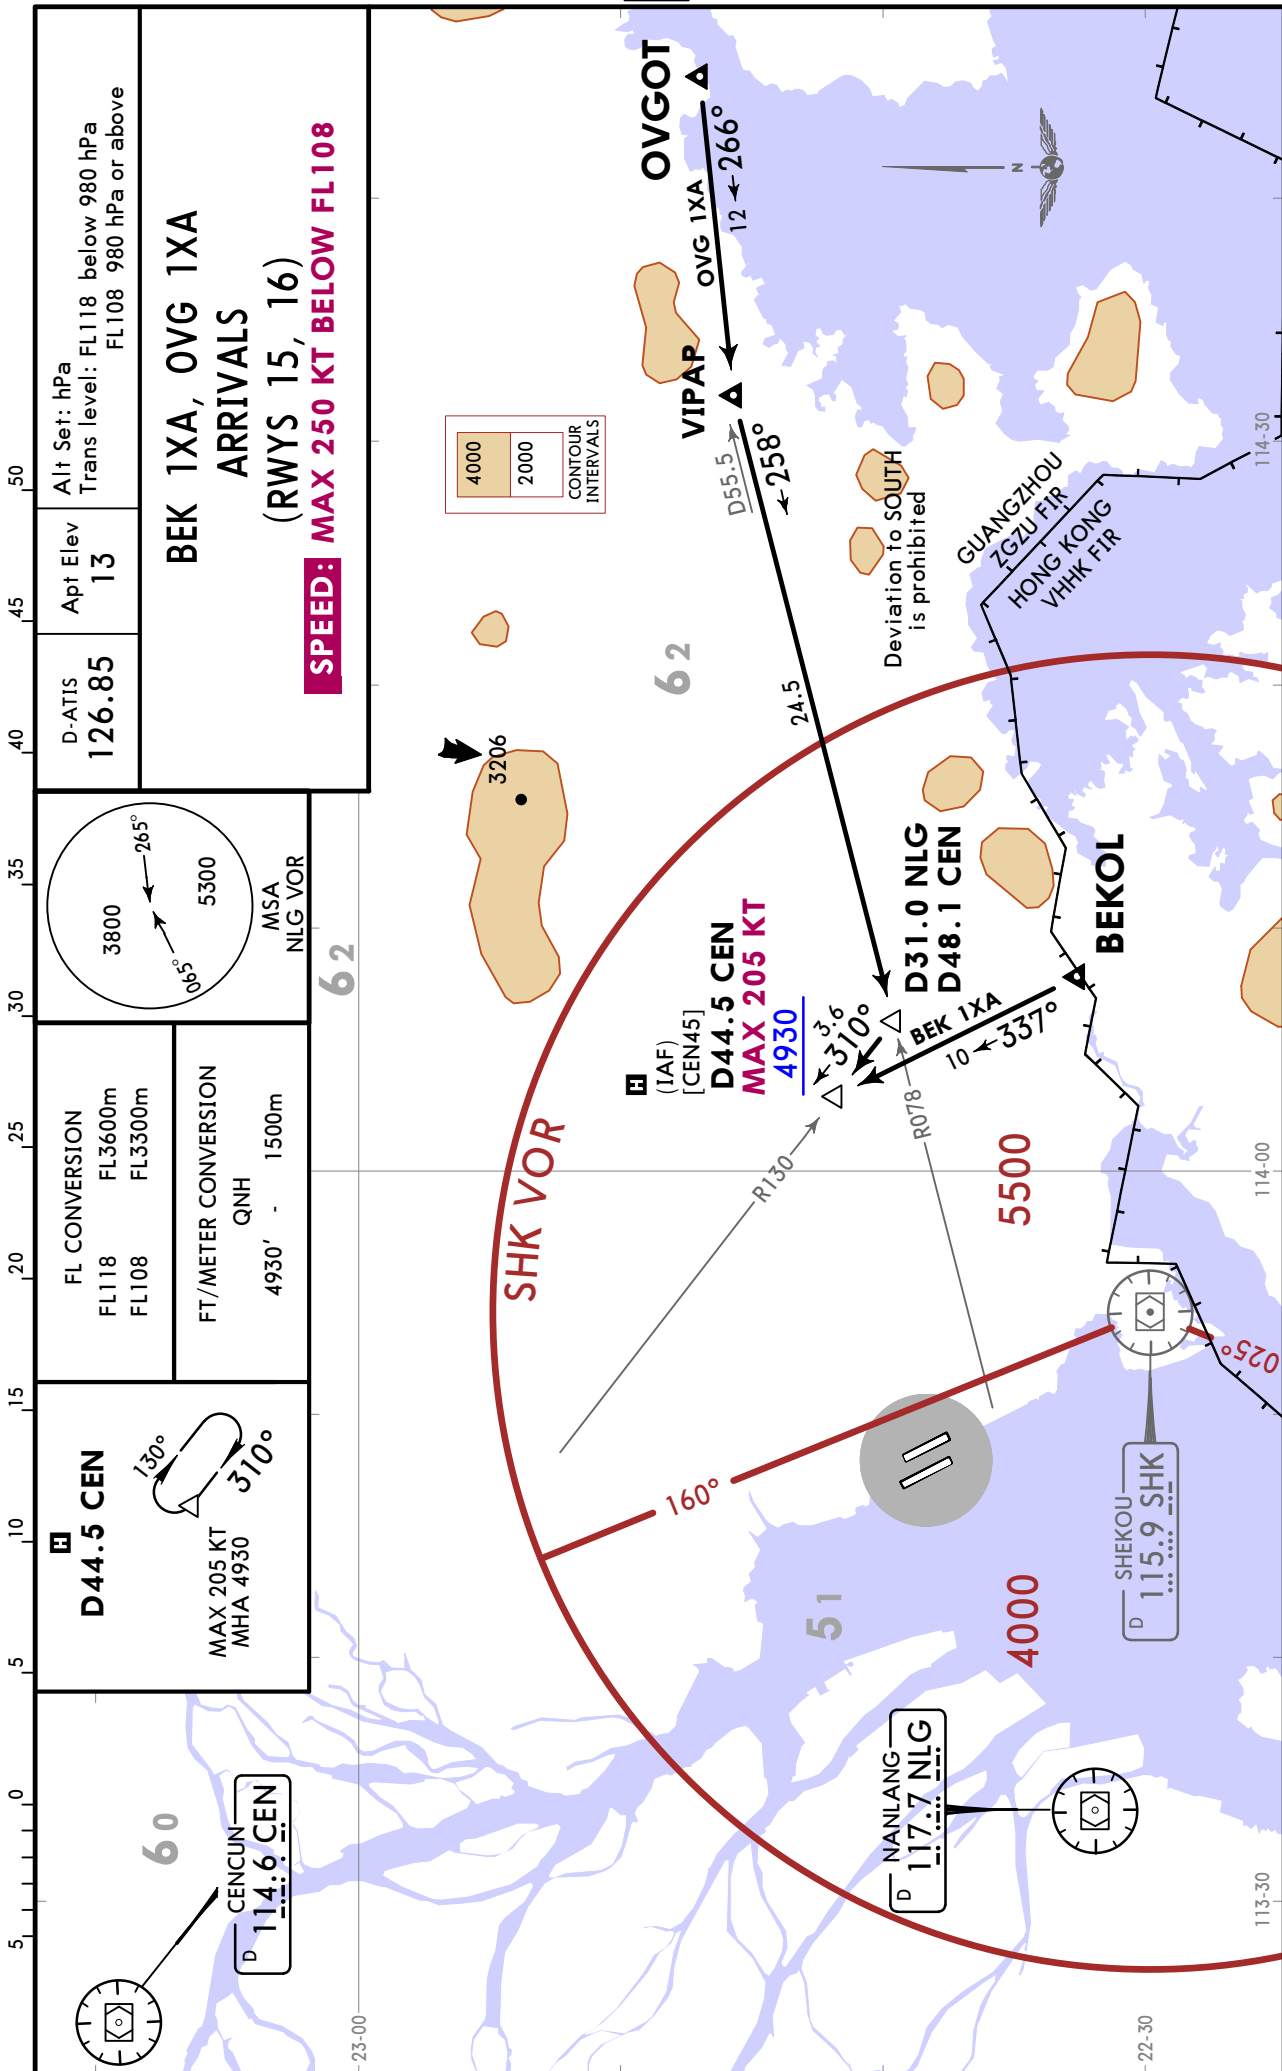 D-ATIS
126.85
Apt Elev
13
Alt Set: hPa
Trans level: FL118 below 980 hPa
FL108 980 hPa or above
BEK 1XA, OVG 1XA
ARRIVALS
(RWYS 15, 16)
SPEED: MAX 250 KT BELOW FL108
3800
5300
265°
065°
MSA
NLG VOR
FL CONVERSION
FL118 FL3600m
FL108 FL3300m
FT/METER CONVERSION
QNH
4930' - 1500m
H
D44.5 CEN
130°
310°
MAX 205 KT
MHA 4930
5
0
5
10
15
20
25
30
35
40
45
50
4000
2000
CONTOUR
INTERVALS
3206
60
62
62
51
CENCUN
D 114.6 CEN
SHK VOR
160°
025°
4000
5500
R130
R078
H
(IAF)
[CEN45]
D44.5 CEN
MAX 205 KT
4930
3.6
310°
D31.0 NLG
D48.1 CEN
BEK 1XA
10
337°
BEKOL
24.5
D55.5
258°
VIPAP
OVG 1XA
12
266°
OVGOT
N
Deviation to SOUTH
is prohibited
GUANGZHOU
ZGZU FIR
HONG KONG
VHHK FIR
NANLANG
D 117.7 NLG
SHEKOU
D 115.9 SHK
23-00
22-30
113-30
114-00
114-30